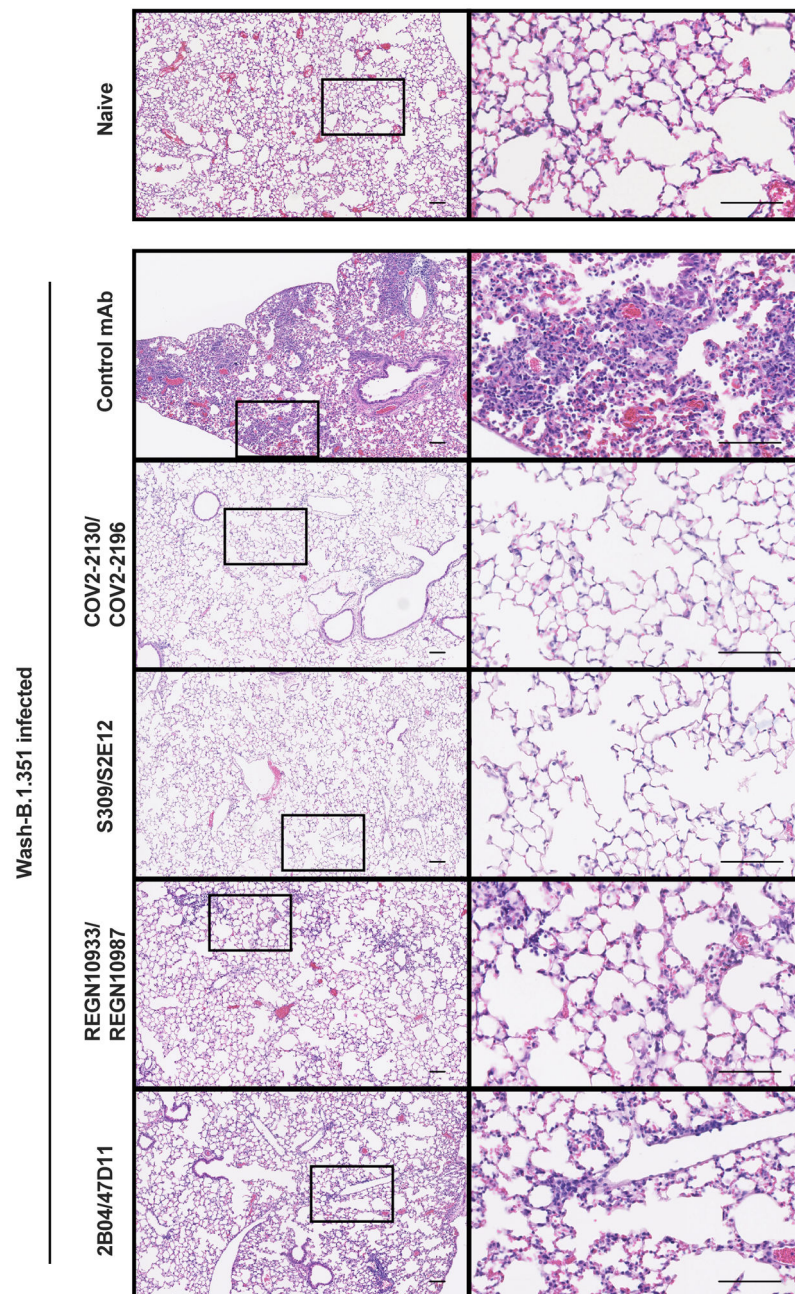 Naive
Wash-B.1.351 infected
Control mAb
COV2-2130/
COV2-2196
S309/S2E12
REGN10933/
REGN10987
2B04/47D11